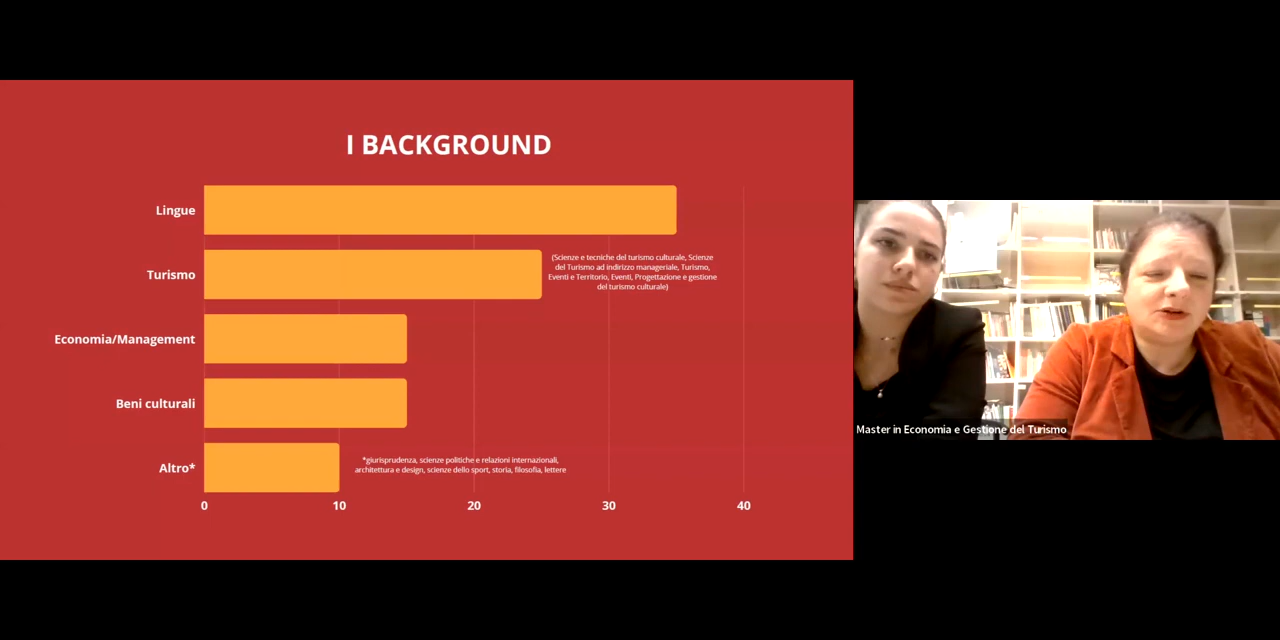 I BACKGROUND
Lingue
Turismo
(Scienze e tecniche del turismo culturale, Scienze
del Turismo ad indirizzo manageriale, Turismo,
Eventi e Territorio, Eventi, Progettazione e gestione
del turismo culturale)
Economia/Management
Beni culturali
Altro*
*giurisprudenza, scienze politiche e relazioni internazionali,
architettura e design, scienze dello sport, storia, filosofia, lettere
0 10 20 30 40
Master in Economia e Gestione del Turismo